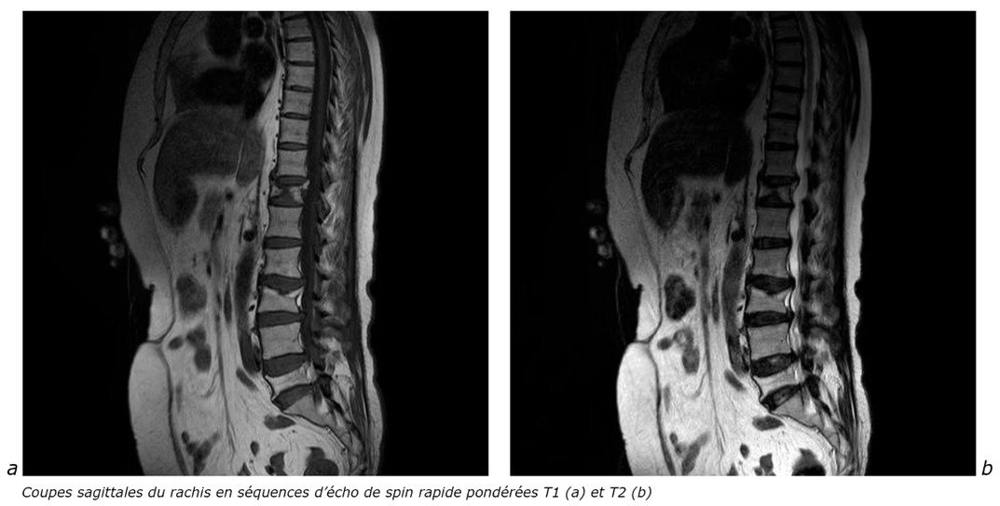 a
b
Coupes sagittales du rachis en séquences d’écho de spin rapide pondérées T1 (a) et T2 (b)